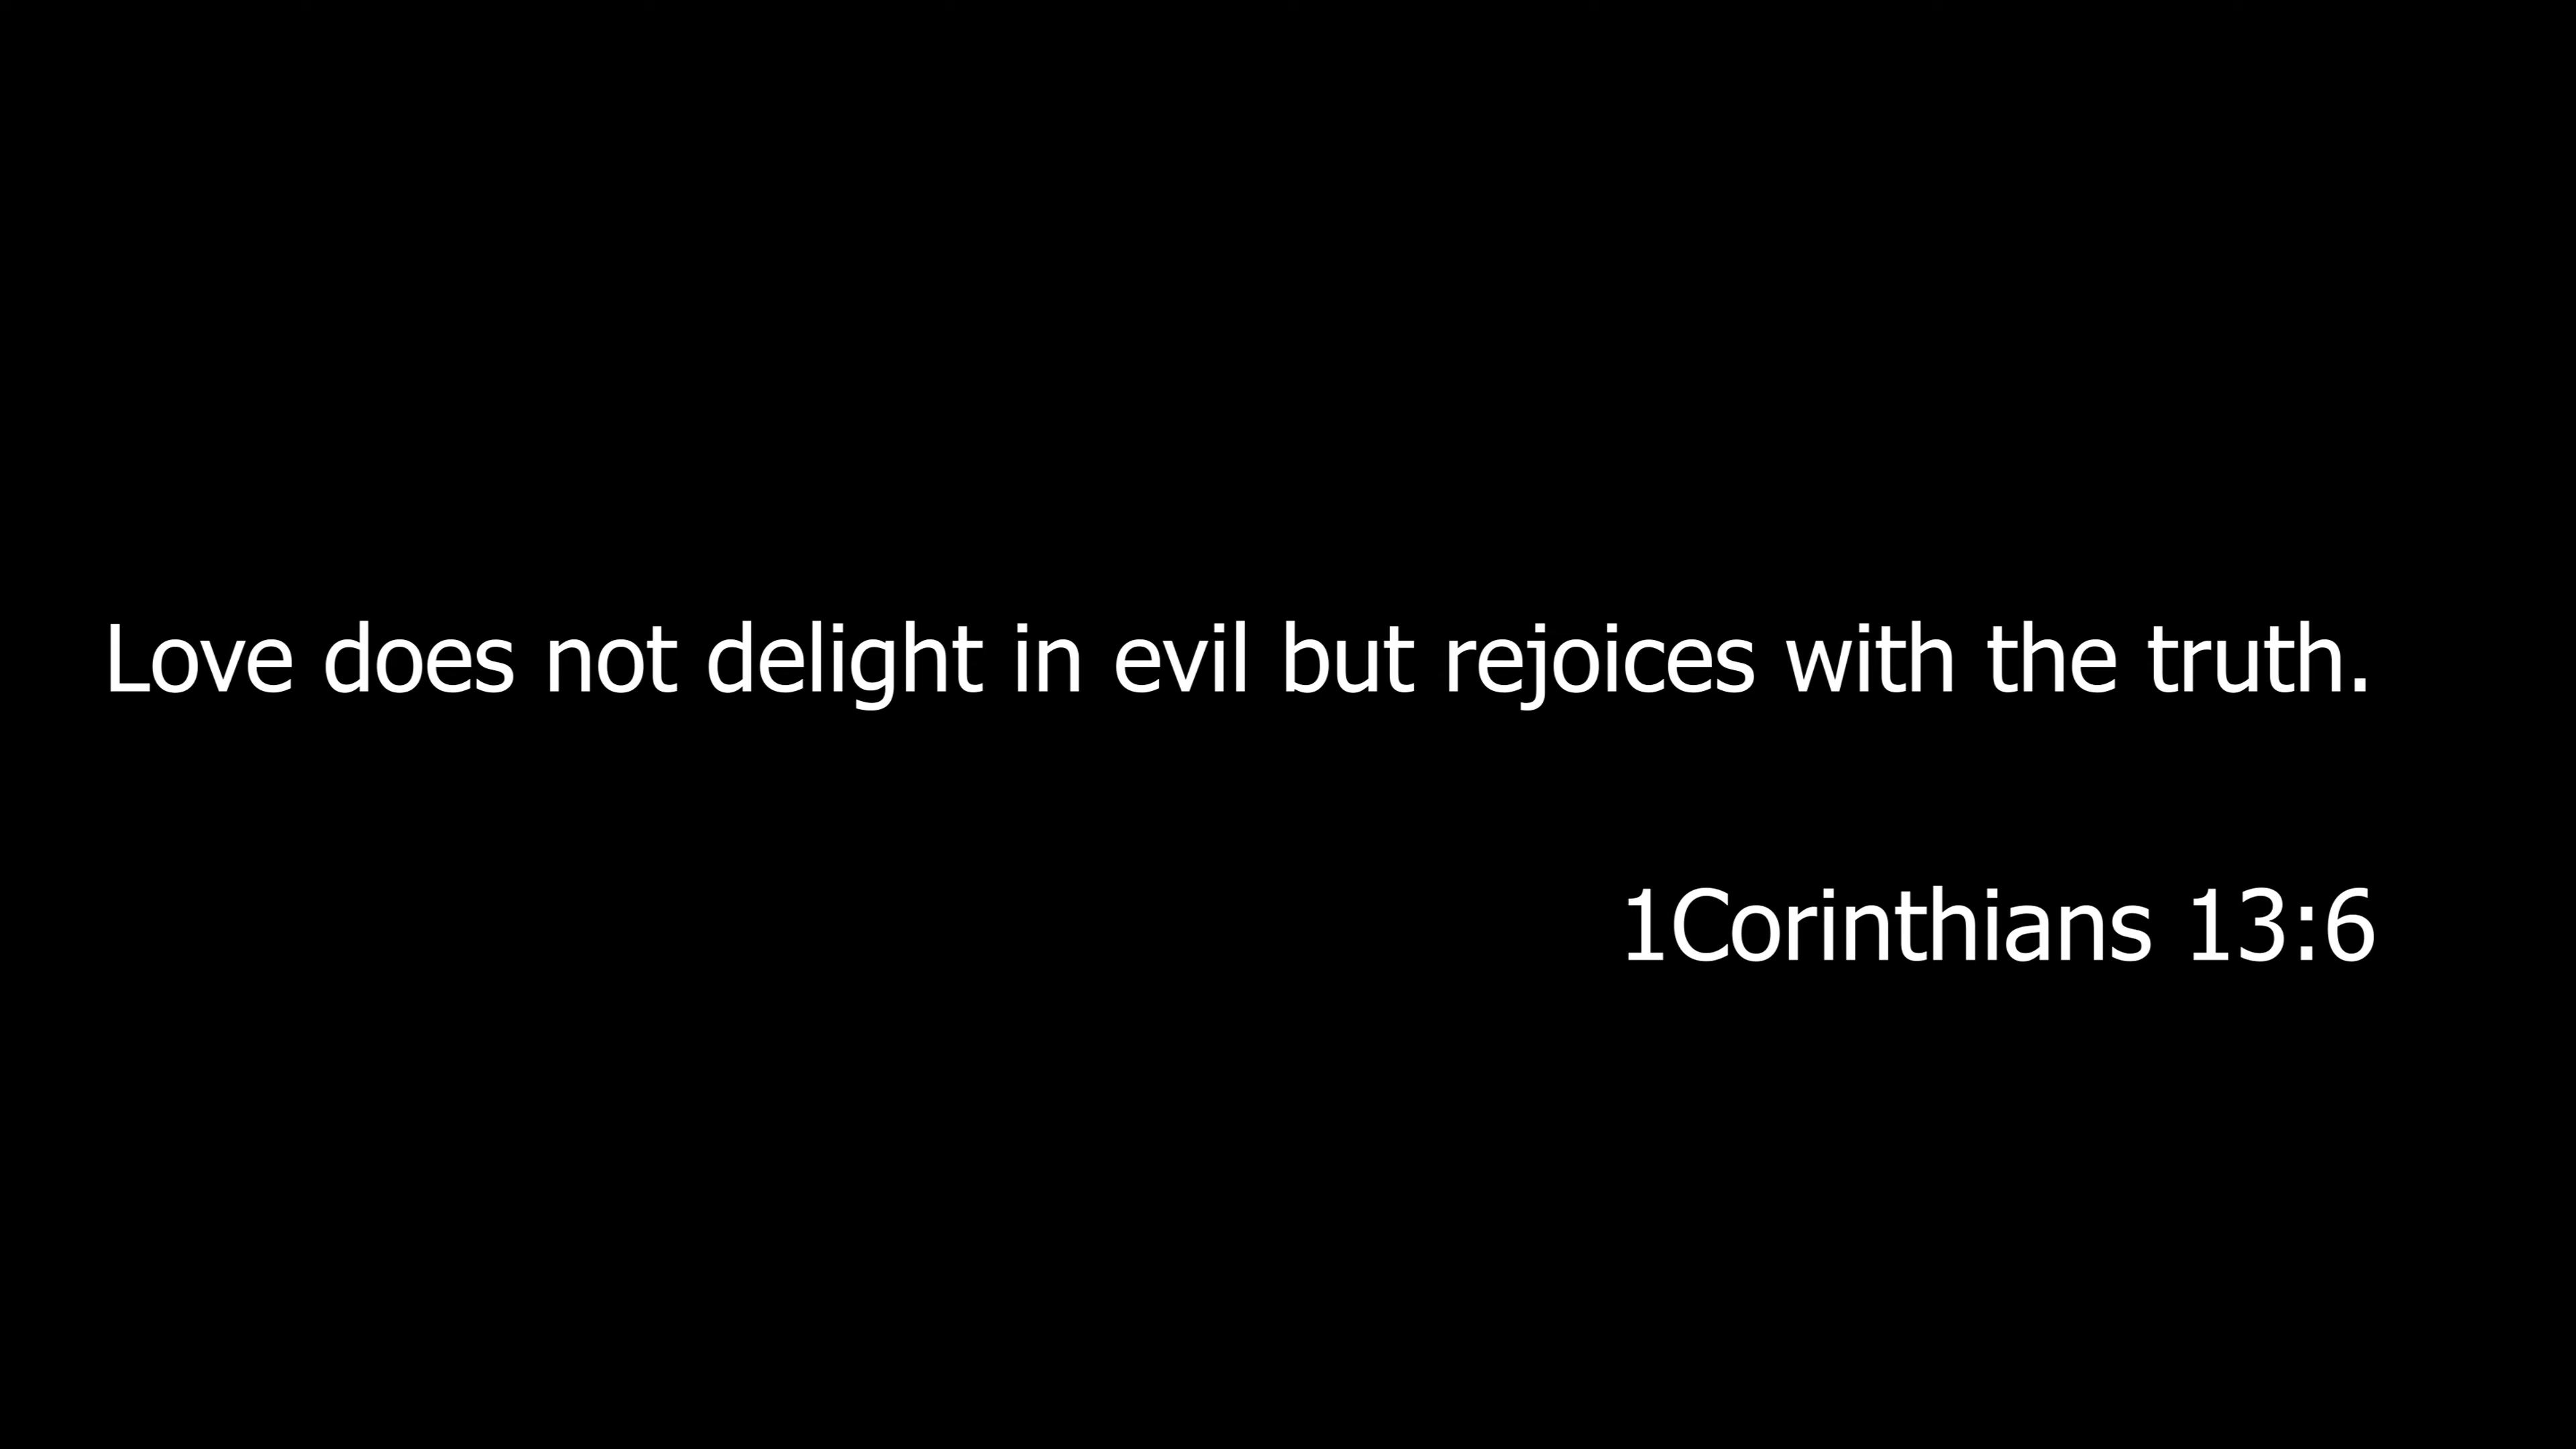 Love does not delight in evil but rejoices with the truth.
1Corinthians 13:6